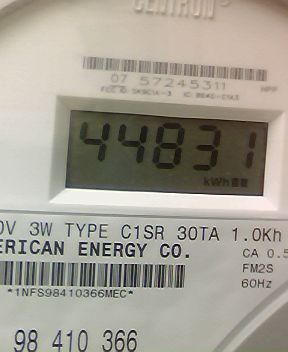 CENTRON
07 57245311
44831
kWh
0V 3W TYPE C1SR 30TA 1.0Kh
ERICAN ENERGY CO.
CA 0.5
FM2S
60Hz
*1NFS98410366MEC*
98 410 366